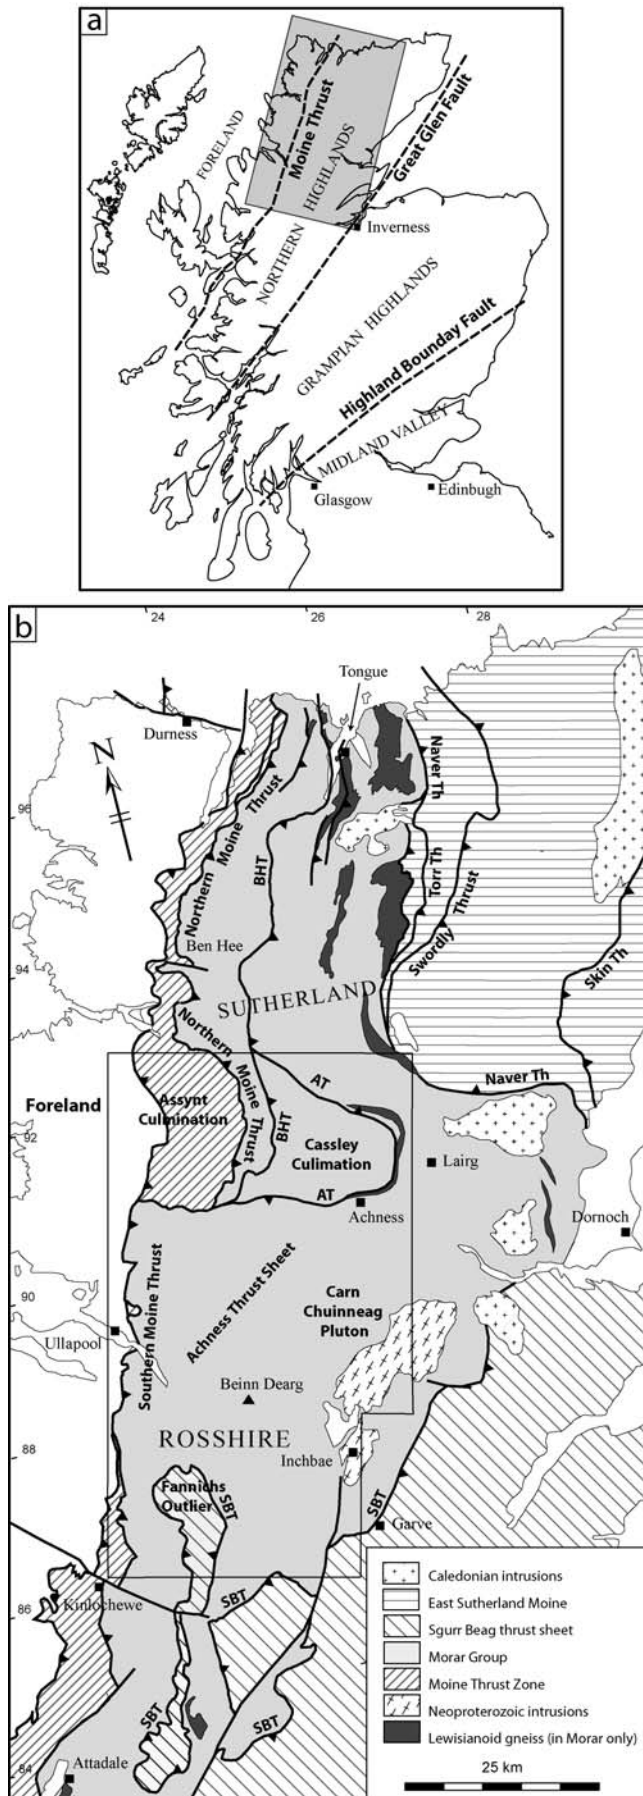 a
FORELAND
Moine Thrust
NORTHERN HIGHLANDS
Great Glen Fault
Inverness
GRAMPIAN HIGHLANDS
Highland Boundary Fault
MIDLAND VALLEY
Glasgow
Edinbugh
b
24
26
28
Tongue
Durness
N
Naver Th
96
Northern Moine Thrust
BHT
Torr Th
Swordly Thrust
Ben Hee
94
SUTHERLAND
Skin Th
Northern Moine Thrust
Naver Th
AT
Foreland
Assynt
Culmination
BHT
92
Cassley
Culimation
Lairg
AT
Achness
Dornoch
Southern Moine Thrust
Achness Thrust Sheet
90
Carn
Chuinneag
Pluton
Ullapool
Beinn Dearg
ROSSHIRE
88
Inchbae
Fannichs
Outlier
SBT
SBT
Garve
Kinlochewe
SBT
86
SBT
SBT
Attadale
84
Caledonian intrusions
East Sutherland Moine
Sgurr Beag thrust sheet
Morar Group
Moine Thrust Zone
Neoproterozoic intrusions
Lewisianoid gneiss (in Morar only)
25 km